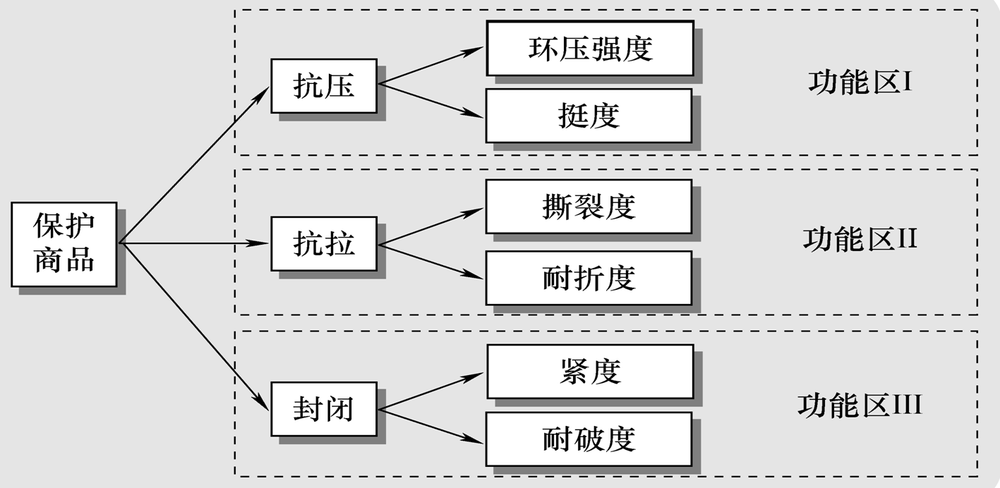 环压强度
抗压
挺度
功能区I
保护
商品
撕裂度
抗拉
耐折度
功能区II
紧度
封闭
耐破度
功能区III